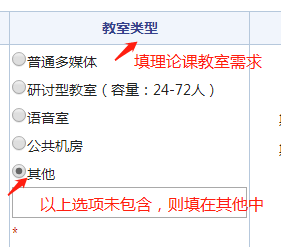 教室类型
普通多媒体 填理论课教室需求
研讨型教室（容量：24-72人）
语音室
公共机房
其他
以上选项未包含，则填在其他中
*